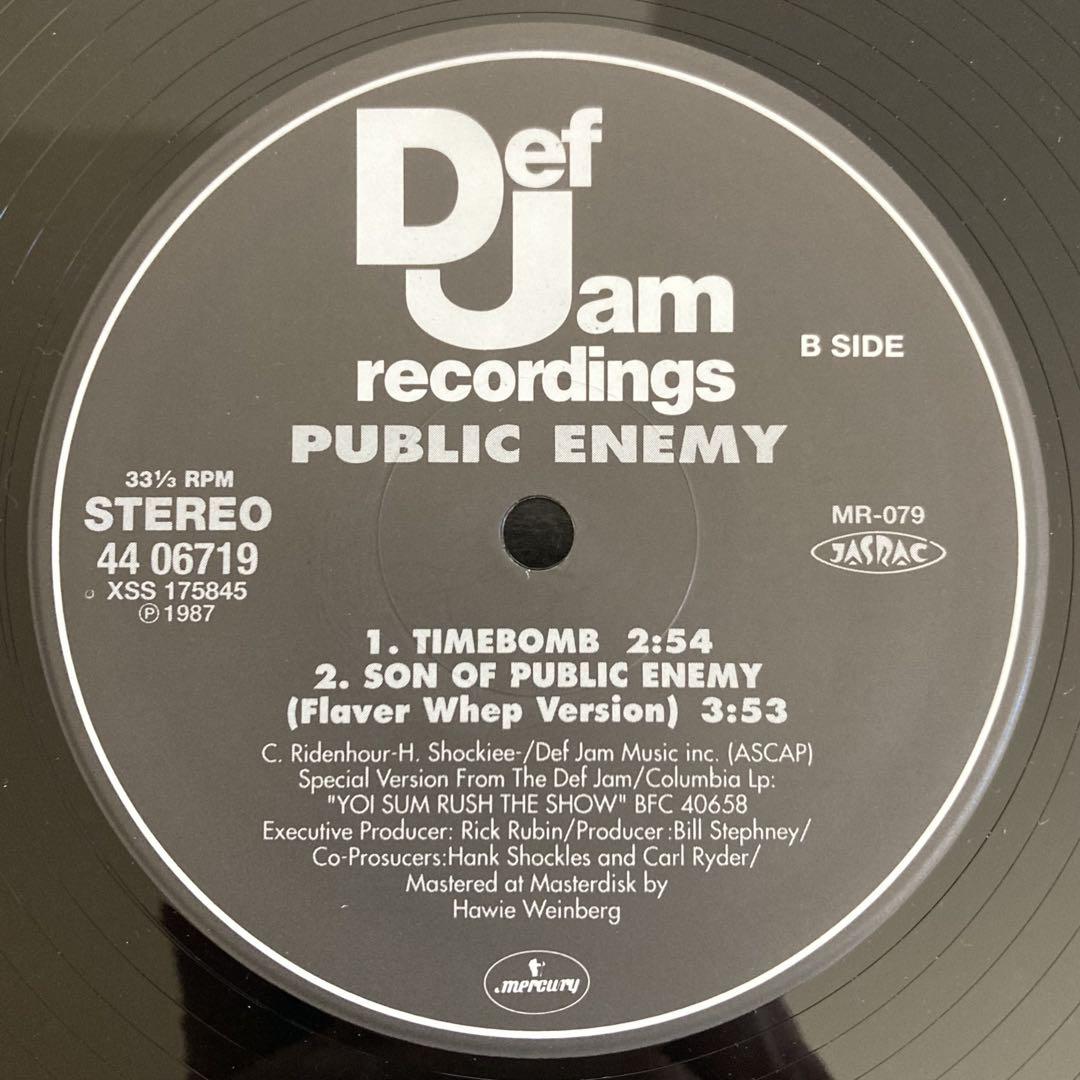 Def
Jam
recordings
B SIDE
PUBLIC ENEMY
33⅓ RPM
STEREO
44 06719
XSS 175845
℗ 1987
MR-079
JASRAC
1. TIMEBOMB 2:54
2. SON OF PUBLIC ENEMY
(Flaver Whep Version) 3:53
C. Ridenhour-H. Shockiee-/Def Jam Music inc. (ASCAP)
Special Version From The Def Jam/Columbia Lp:
"YOI SUM RUSH THE SHOW" BFC 40658
Executive Producer: Rick Rubin/Producer :Bill Stephney/
Co-Prosucers:Hank Shockles and Carl Ryder/
Mastered at Masterdisk by
Hawie Weinberg
mercury